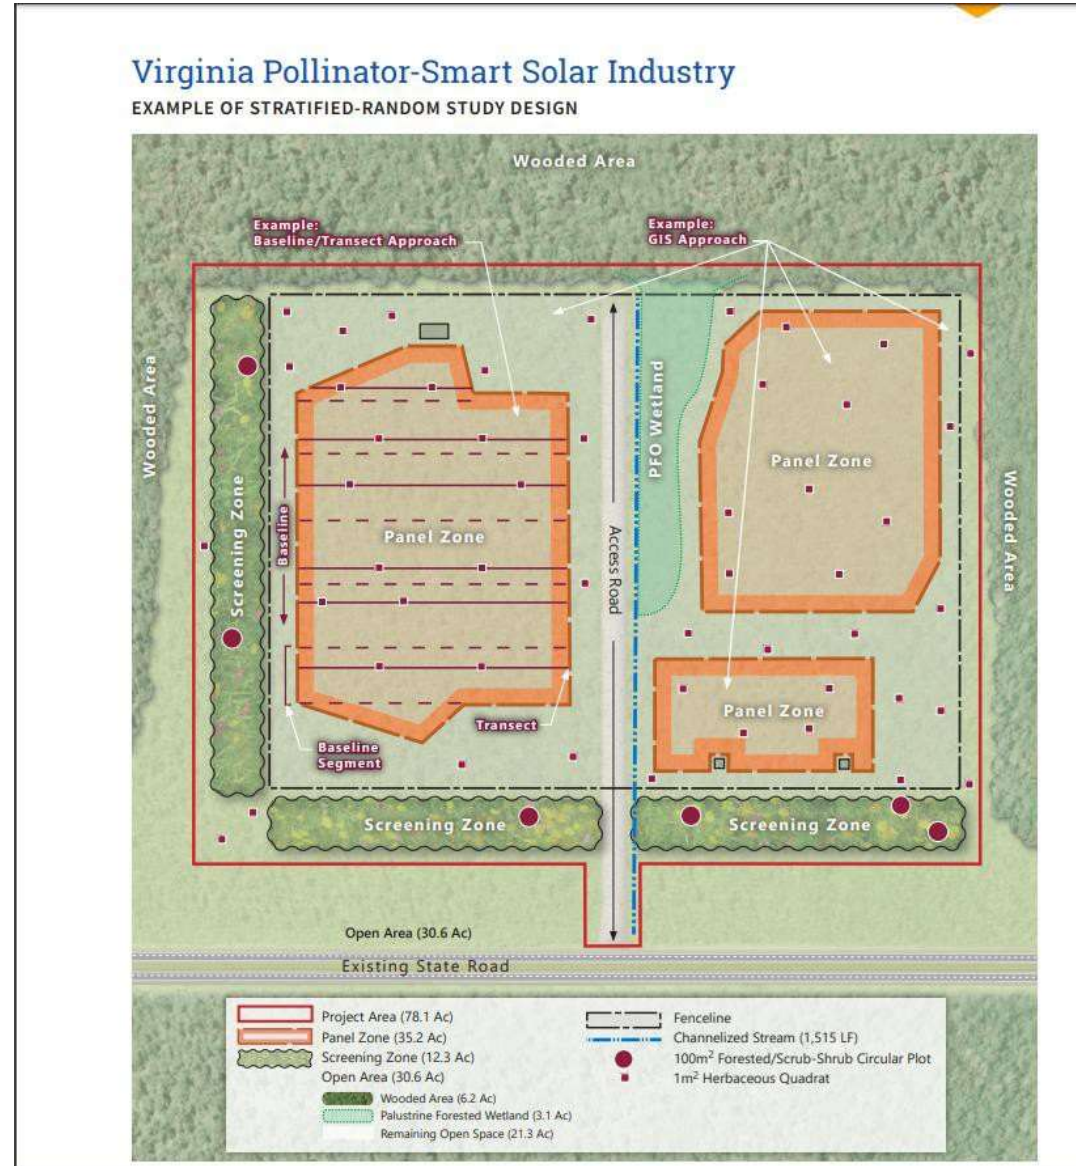 Virginia Pollinator-Smart Solar Industry
EXAMPLE OF STRATIFIED-RANDOM STUDY DESIGN
Wooded Area
Example:
Baseline/Transect Approach
Example:
GIS Approach
Wooded Area
Screening Zone
Baseline
Panel Zone
Access Road
PFO Wetland
Panel Zone
Wooded Area
Panel Zone
Transect
Baseline
Segment
Screening Zone
Screening Zone
Open Area (30.6 Ac)
Existing State Road
Project Area (78.1 Ac)
Panel Zone (35.2 Ac)
Screening Zone (12.3 Ac)
Open Area (30.6 Ac)
Wooded Area (6.2 Ac)
Palustrine Forested Wetland (3.1 Ac)
Remaining Open Space (21.3 Ac)
Fenceline
Channelized Stream (1,515 LF)
100m² Forested/Scrub-Shrub Circular Plot
1m² Herbaceous Quadrat